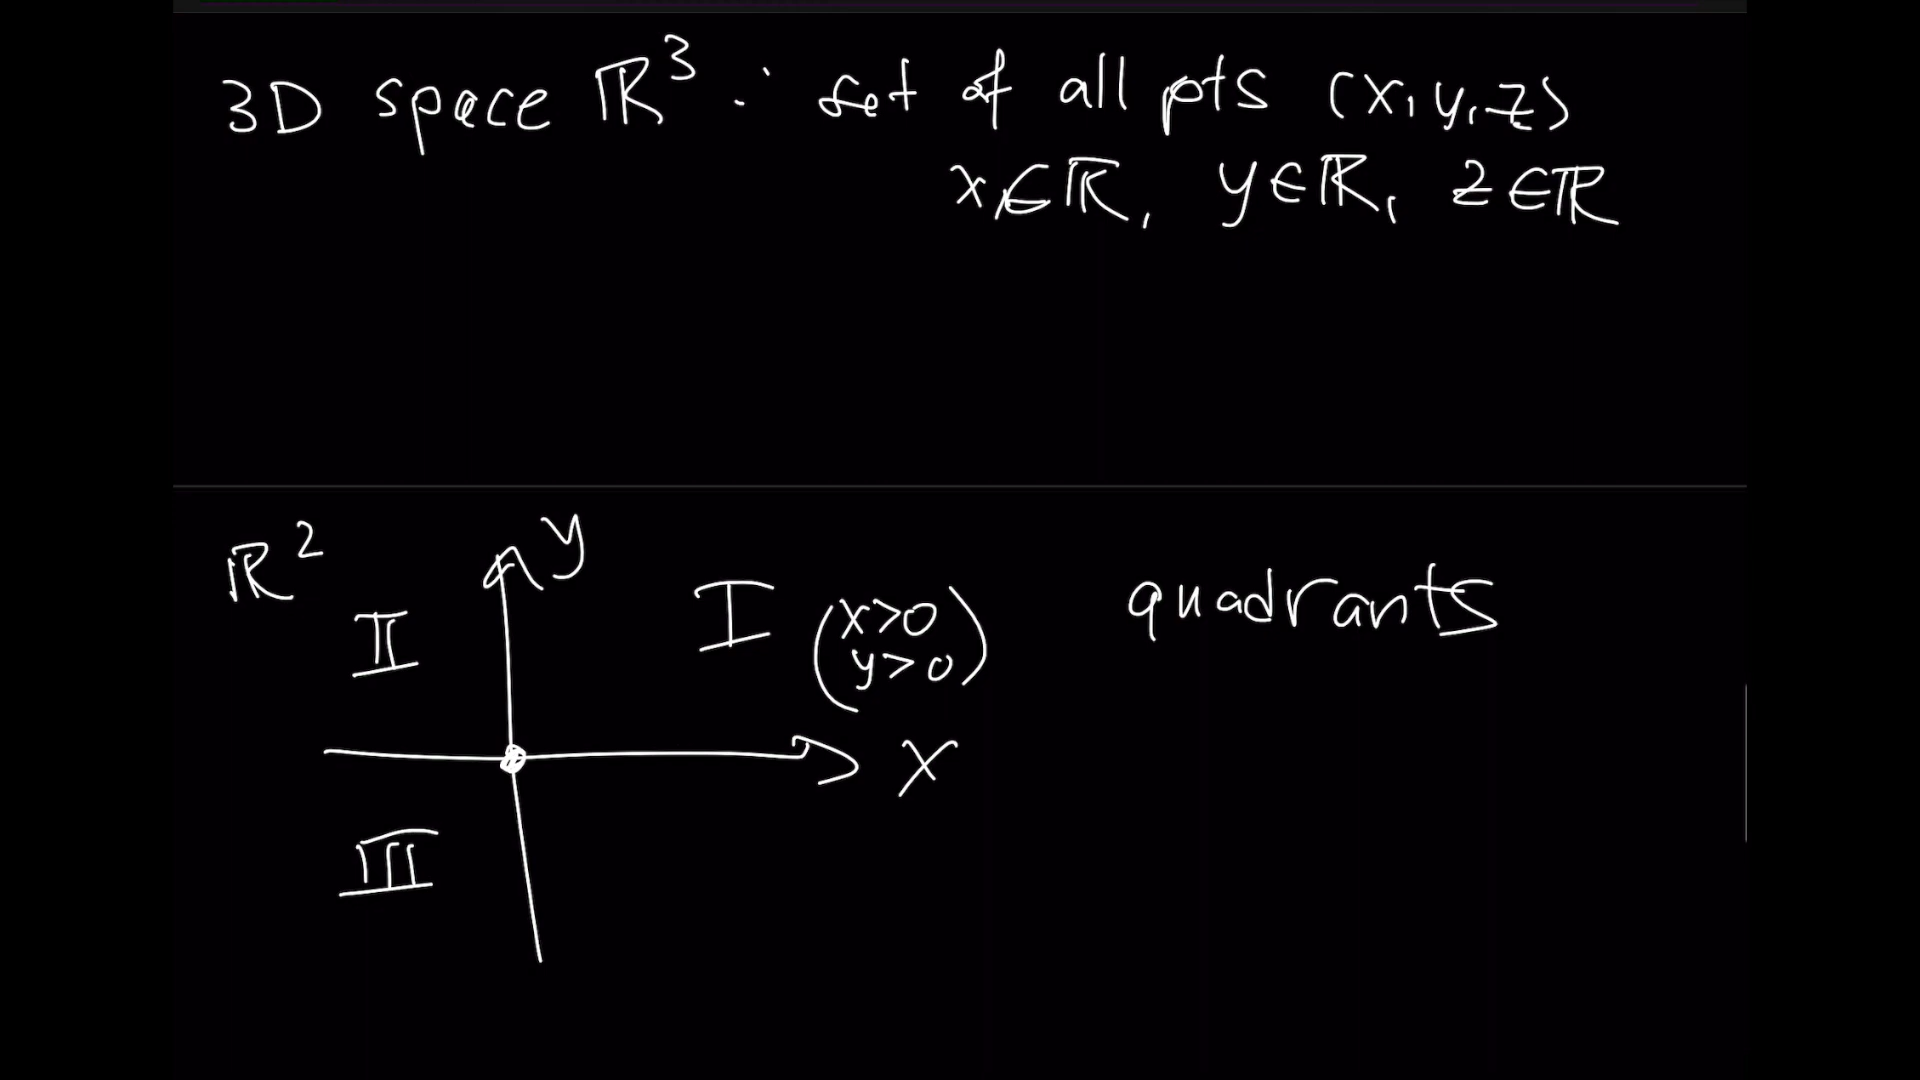 3D space ℝ³ : set of all pts (x, y, z)
x∈ℝ, y∈ℝ, z∈ℝ
ℝ²
y
II
I (x>0
y>0)
quadrants
x
III